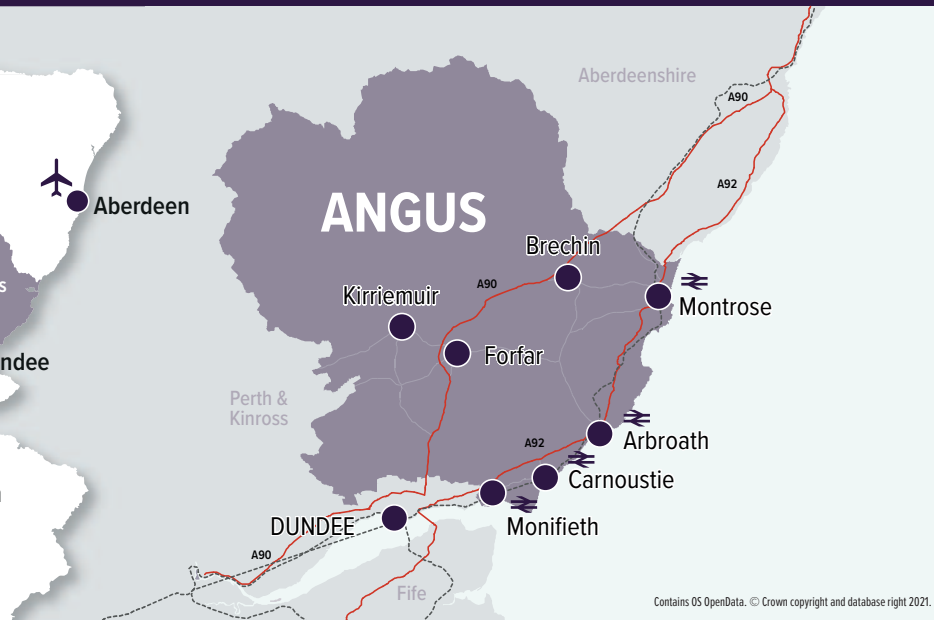 Aberdeenshire
A90
A92
Aberdeen
ANGUS
Brechin
A90
Kirriemuir
Montrose
Forfar
ndee
Perth &
Kinross
A92
Arbroath
Carnoustie
DUNDEE
Monifieth
A90
Fife
Contains OS OpenData. © Crown copyright and database right 2021.